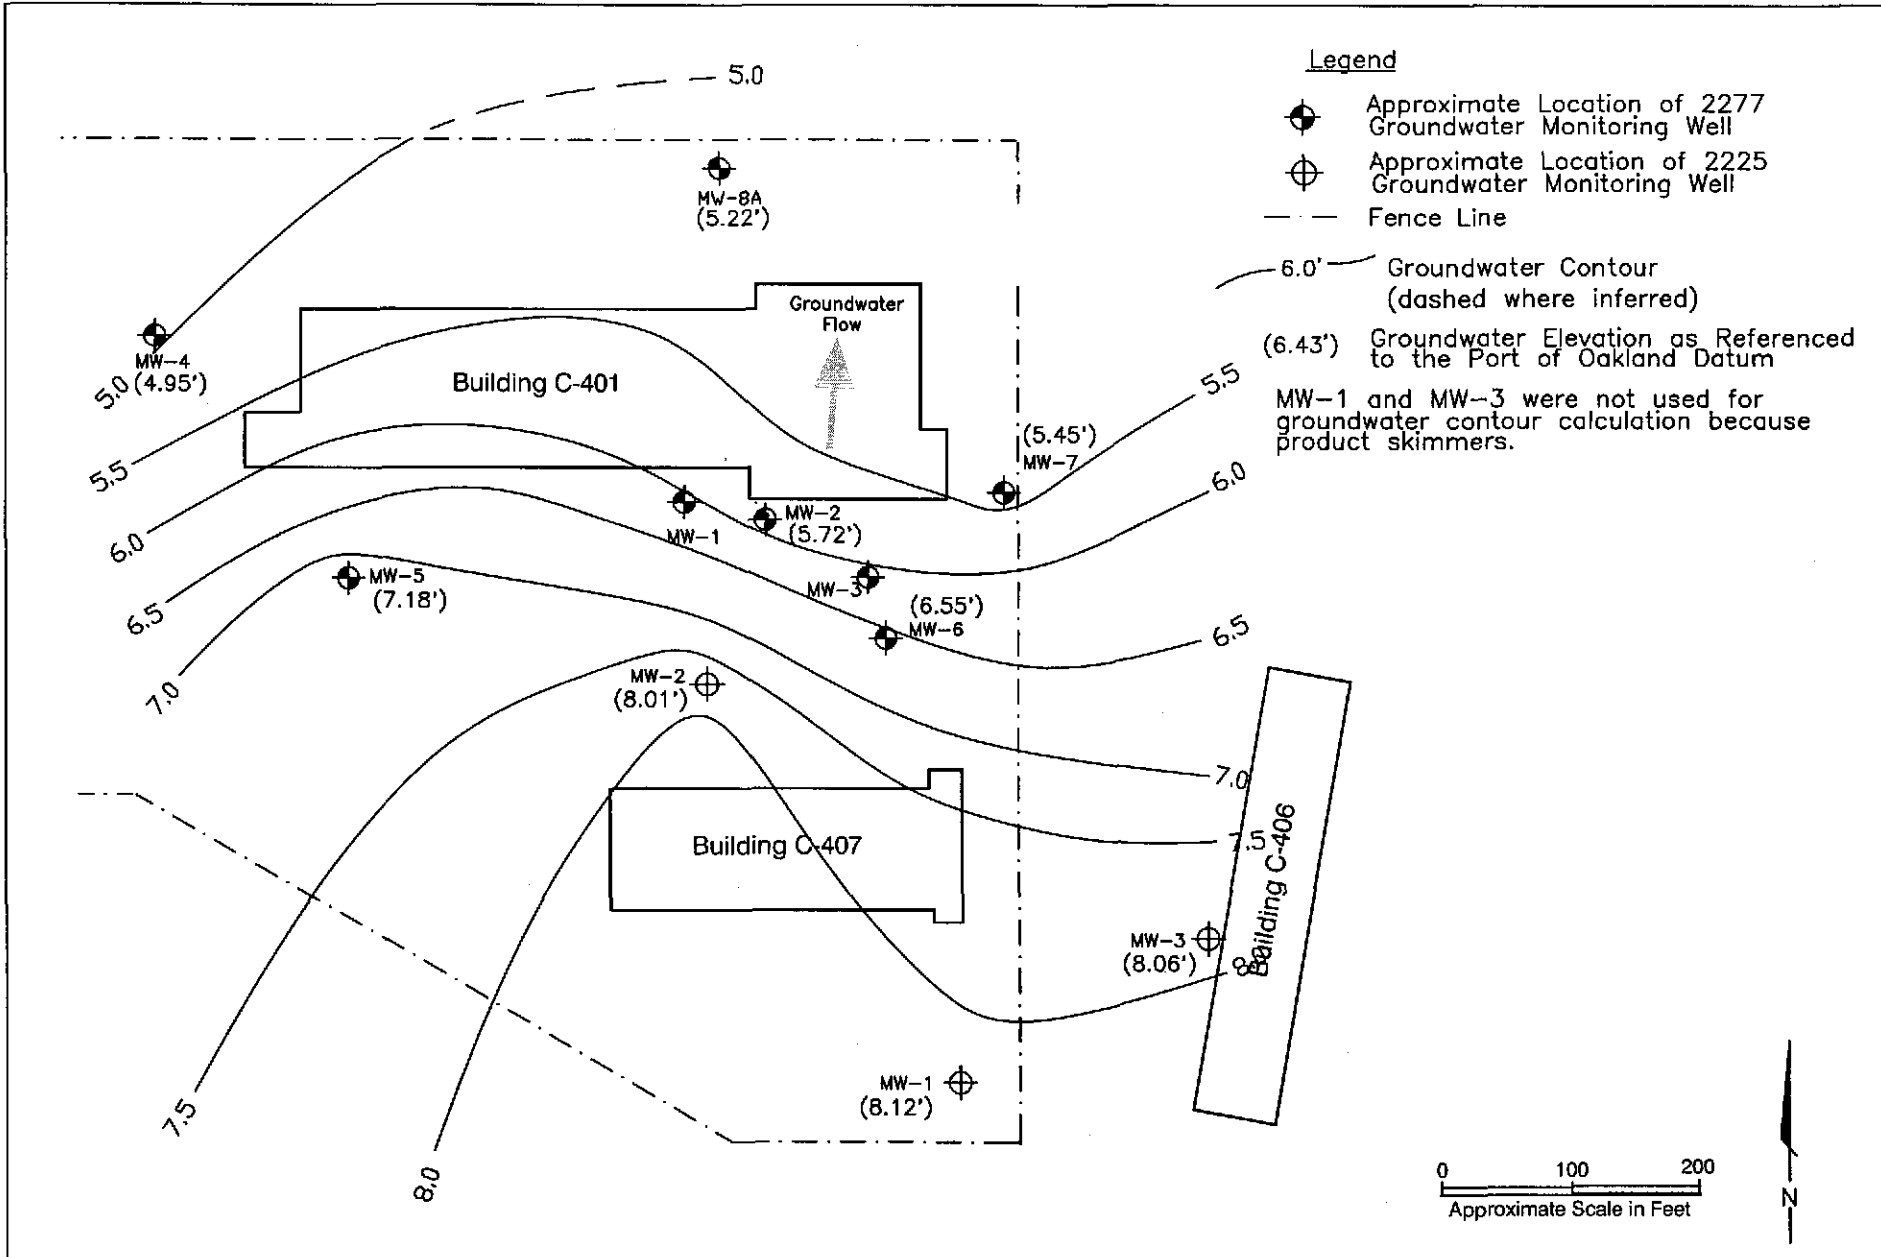 Legend
Approximate Location of 2277
Groundwater Monitoring Well
Approximate Location of 2225
Groundwater Monitoring Well
Fence Line
6.0' Groundwater Contour
(dashed where inferred)
(6.43') Groundwater Elevation as Referenced
to the Port of Oakland Datum
MW-1 and MW-3 were not used for
groundwater contour calculation because
product skimmers.
5.0
MW-8A
(5.22')
Groundwater
Flow
MW-4
(4.95')
5.0
Building C-401
5.5
5.5
(5.45')
MW-7
6.0
6.0
MW-2
(5.72')
MW-1
MW-5
(7.18')
MW-3
(6.55')
MW-6
6.5
6.5
7.0
MW-2
(8.01')
7.0
Building C-407
7.5
Building C-406
MW-3
(8.06')
8.0
MW-1
(8.12')
7.5
8.0
0 100 200
Approximate Scale in Feet
N